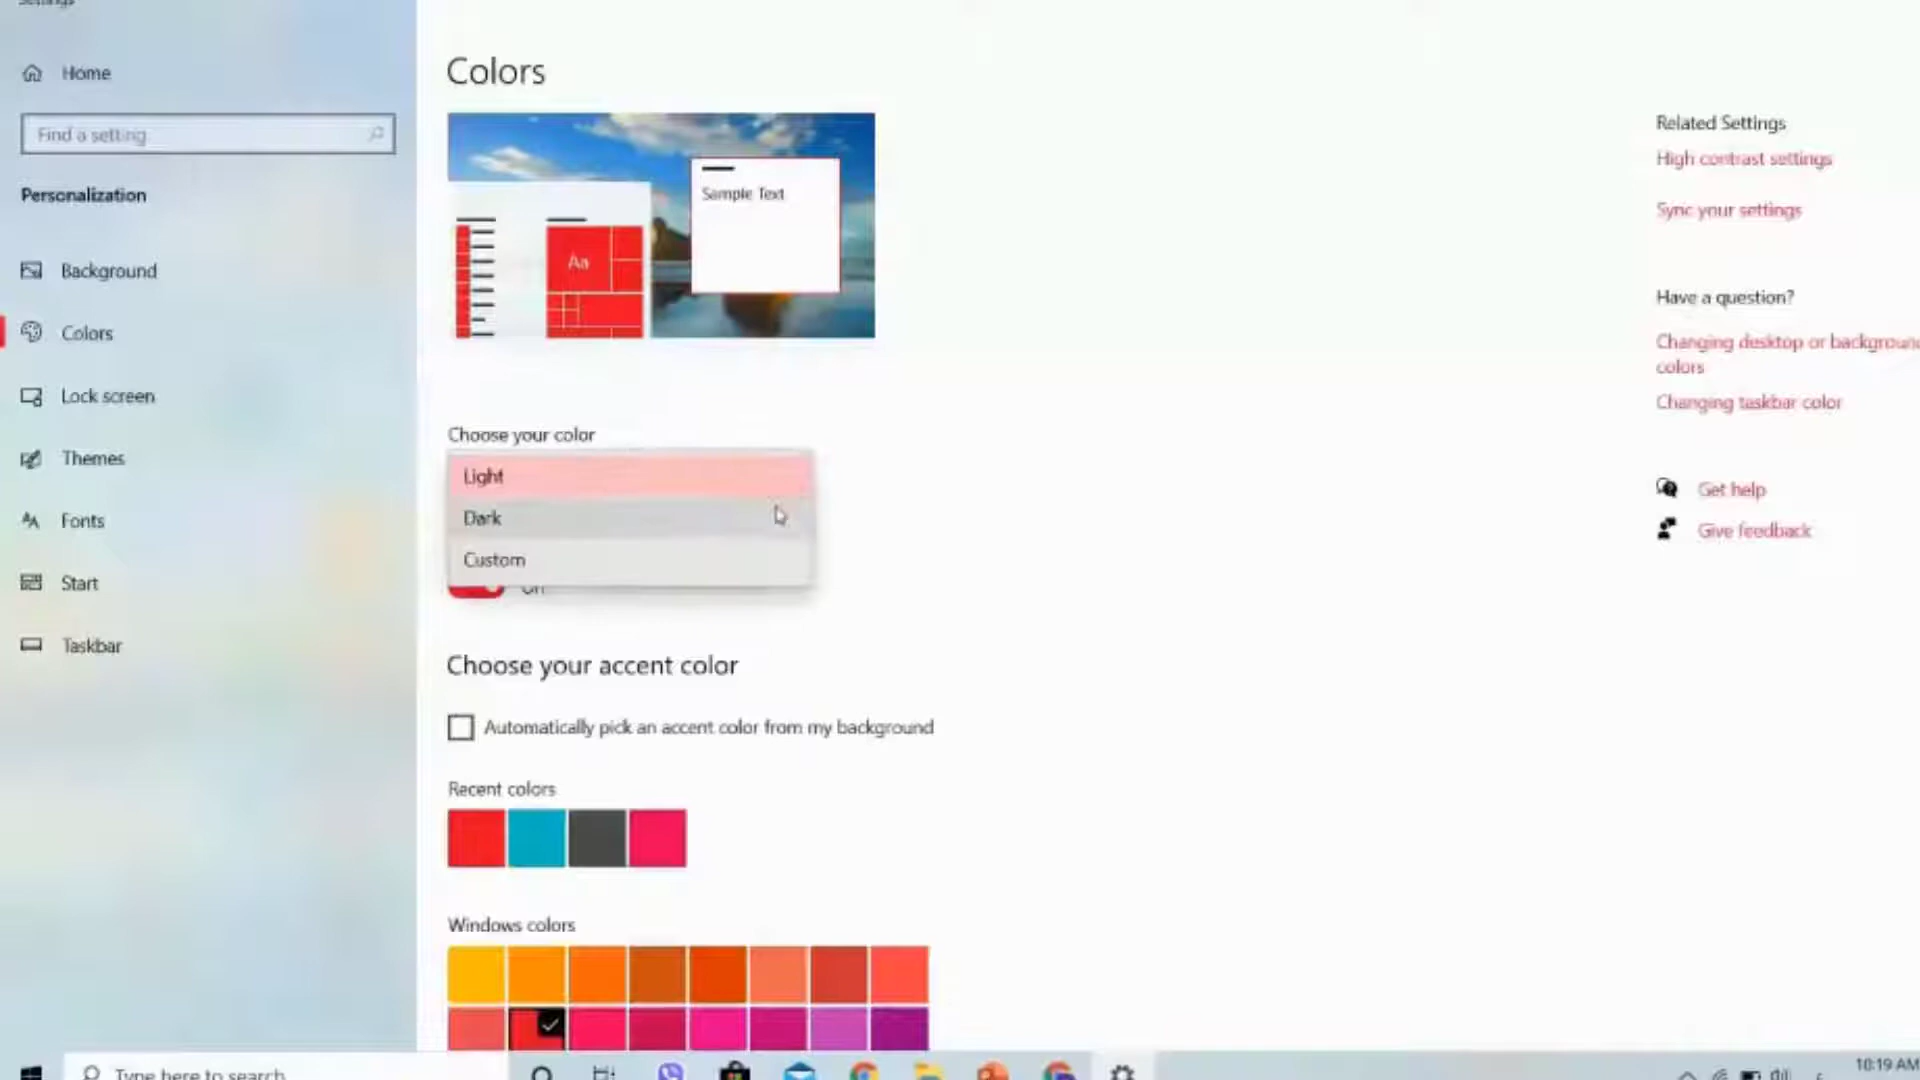 Settings
Home
Find a setting
Personalization
Background
Colors
Lock screen
Themes
Fonts
Start
Taskbar
Colors
Sample Text
Aa
Choose your color
Light
Dark
Custom
On
Choose your accent color
Automatically pick an accent color from my background
Recent colors
Windows colors
Related Settings
High contrast settings
Sync your settings
Have a question?
Changing desktop or background
colors
Changing taskbar color
Get help
Give feedback
Type here to search
10:19 AM